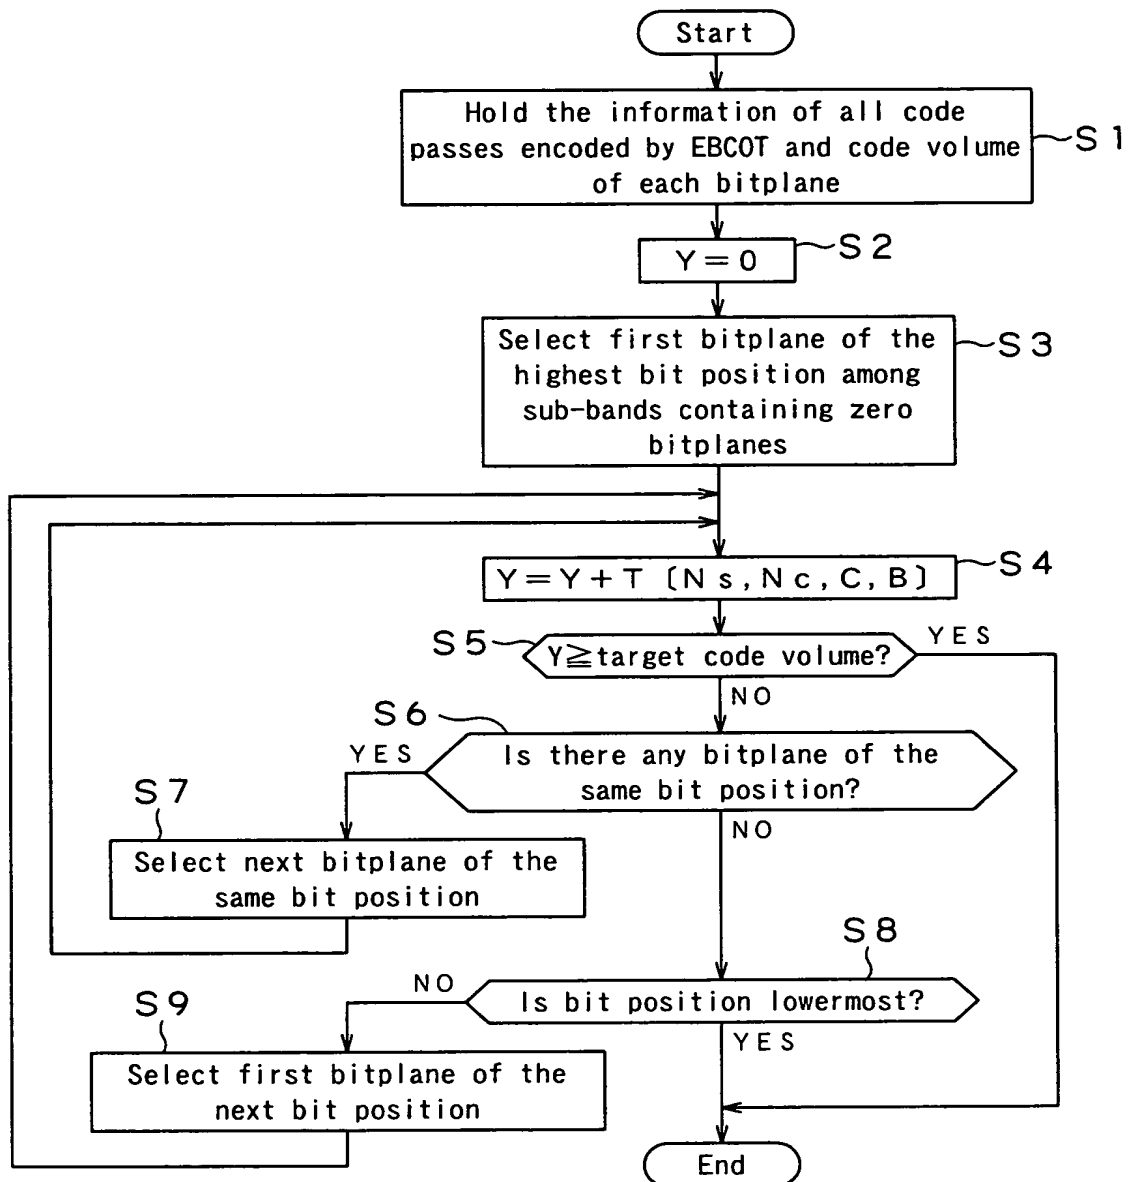 Start
Hold the information of all code
passes encoded by EBCOT and code volume
of each bitplane
S1
Y=0
S2
Select first bitplane of the
highest bit position among
sub-bands containing zero
bitplanes
S3
Y=Y+T [Ns,Nc,C,B]
S4
S5
Y≧target code volume?
YES
NO
S6
Is there any bitplane of the
same bit position?
YES
NO
S7
Select next bitplane of the
same bit position
S8
Is bit position lowermost?
NO
YES
S9
Select first bitplane of the
next bit position
End